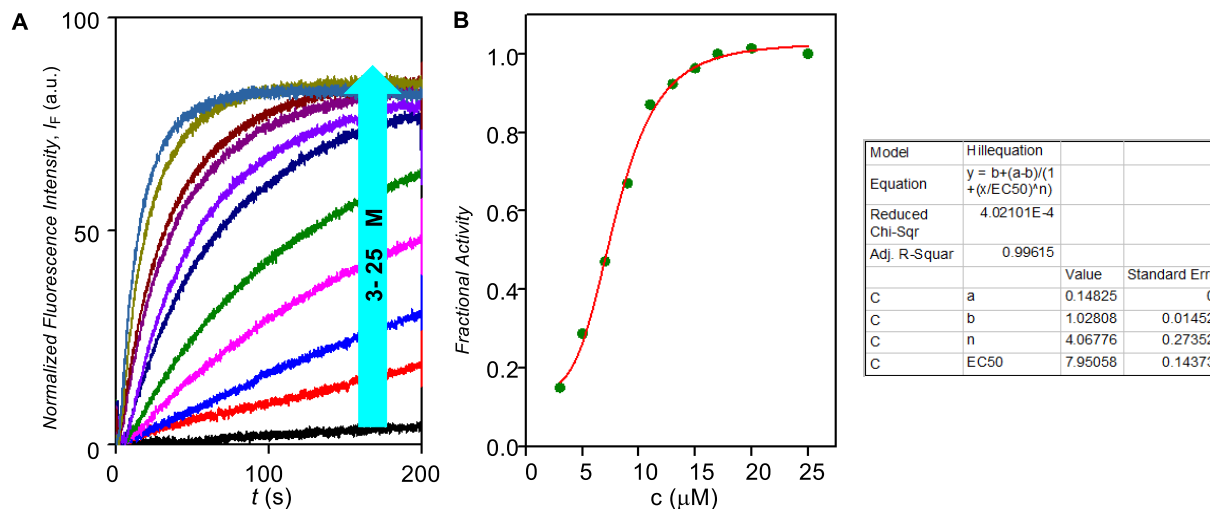 A
Normalized Fluorescence Intensity, IF (a.u.)
100
50
0
0
100
200
t (s)
3- 25 M
B
Fractional Activity
1.0
0.8
0.6
0.4
0.2
0.0
0
5
10
15
20
25
c (μM)
Model Hillequation
Equation y = b+(a-b)/(1
+(x/EC50)^n)
Reduced 4.02101E-4
Chi-Sqr
Adj. R-Squar 0.99615
Value Standard Err
C a 0.14825 0
C b 1.02808 0.01452
C n 4.06776 0.27352
C EC50 7.95058 0.14373